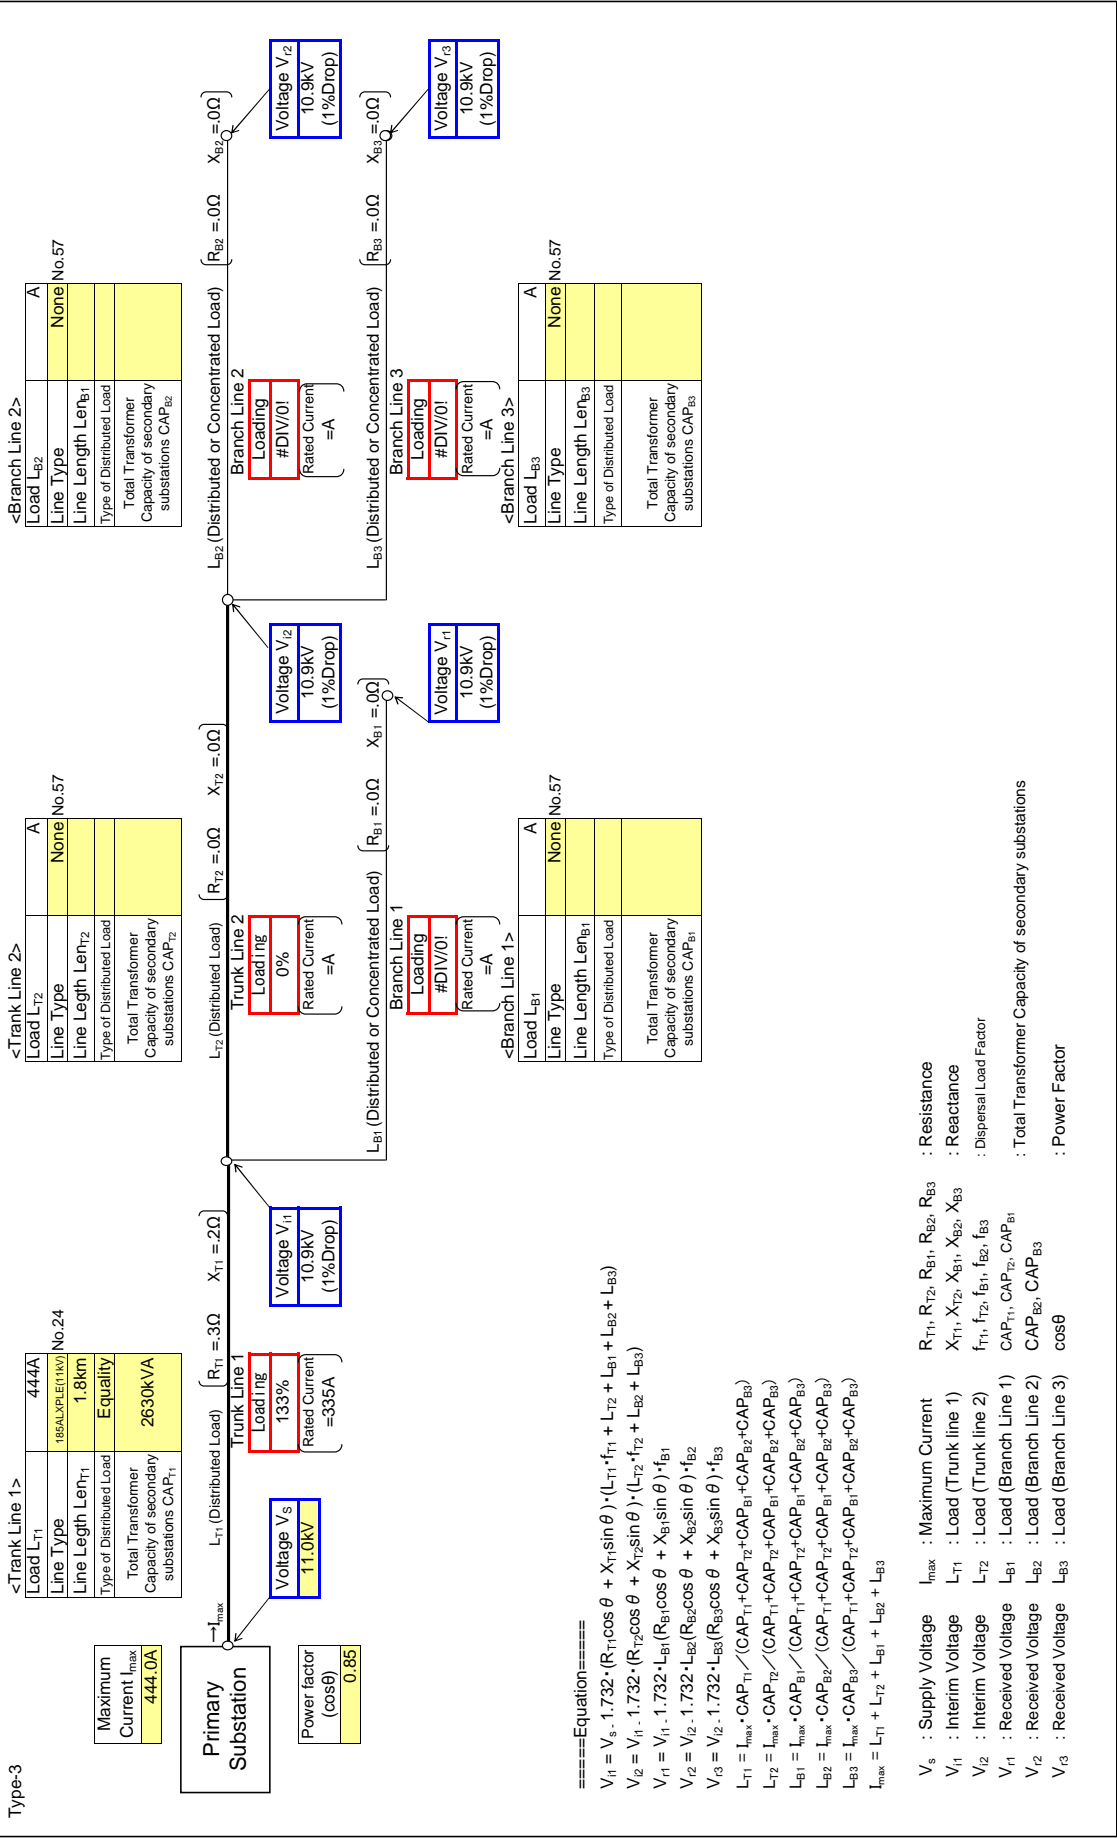 Type-3
Maximum
Current Imax
444.0A
Primary
Substation
Power factor
(cosθ)
0.85
→Imax
Voltage VS
11.0kV
<Trank Line 1>
Load LT1 444A
Line Type 185ALXPLE(11kV) No.24
Line Length LenT1 1.8km
Type of Distributed Load Equality
Total Transformer
Capacity of secondary
substations CAPT1
2630kVA
LT1 (Distributed Load) RT1 =.3Ω XT1 =.2Ω
Trunk Line 1
Loading
133%
Rated Current
=335A
Voltage Vi1
10.9kV
(1%Drop)
<Trank Line 2>
Load LT2 A
Line Type None No.57
Line Legth LenT2
Type of Distributed Load
Total Transformer
Capacity of secondary
substations CAPT2
LT2 (Distributed Load) RT2 =.0Ω XT2 =.0Ω
Trunk Line 2
Loading
0%
Rated Current
=A
Voltage Vi2
10.9kV
(1%Drop)
LB1 (Distributed or Concentrated Load) RB1 =.0Ω XB1 =.0Ω
Branch Line 1
Loading
#DIV/0!
Rated Current
=A
Voltage Vr1
10.9kV
(1%Drop)
<Branch Line 1>
Load LB1 A
Line Type None No.57
Line Length LenB1
Type of Distributed Load
Total Transformer
Capacity of secondary
substations CAPB1
<Branch Line 2>
Load LB2 A
Line Type None No.57
Line Length LenB1
Type of Distributed Load
Total Transformer
Capacity of secondary
substations CAPB2
LB2 (Distributed or Concentrated Load) RB2 =.0Ω XB2 =.0Ω
Branch Line 2
Loading
#DIV/0!
Rated Current
=A
Voltage Vr2
10.9kV
(1%Drop)
LB3 (Distributed or Concentrated Load) RB3 =.0Ω XB3 =.0Ω
Branch Line 3
Loading
#DIV/0!
Rated Current
=A
Voltage Vr3
10.9kV
(1%Drop)
<Branch Line 3>
Load LB3 A
Line Type None No.57
Line Length LenB3
Type of Distributed Load
Total Transformer
Capacity of secondary
substations CAPB3
=====Equation=====
Vi1 = VS - 1.732・(RT1cosθ + XT1sinθ)・(LT1・fT1 + LT2 + LB1 + LB2 + LB3)
Vi2 = Vi1 - 1.732・(RT2cosθ + XT2sinθ)・(LT2・fT2 + LB2 + LB3)
Vr1 = Vi1 - 1.732・LB1(RB1cosθ + XB1sinθ)・fB1
Vr2 = Vi2 - 1.732・LB2(RB2cosθ + XB2sinθ)・fB2
Vr3 = Vi2 - 1.732・LB3(RB3cosθ + XB3sinθ)・fB3
LT1 = Imax・CAPT1／(CAPT1+CAPT2+CAPB1+CAPB2+CAPB3)
LT2 = Imax・CAPT2／(CAPT1+CAPT2+CAPB1+CAPB2+CAPB3)
LB1 = Imax・CAPB1／(CAPT1+CAPT2+CAPB1+CAPB2+CAPB3)
LB2 = Imax・CAPB2／(CAPT1+CAPT2+CAPB1+CAPB2+CAPB3)
LB3 = Imax・CAPB3／(CAPT1+CAPT2+CAPB1+CAPB2+CAPB3)
Imax = LT1 + LT2 + LB1 + LB2 + LB3
Vs : Supply Voltage Imax : Maximum Current RT1, RT2, RB1, RB2, RB3 : Resistance
Vi1 : Interim Voltage LT1 : Load (Trunk line 1) XT1, XT2, XB1, XB2, XB3 : Reactance
Vi2 : Interim Voltage LT2 : Load (Trunk line 2) fT1, fT2, fB1, fB2, fB3 : Dispersal Load Factor
Vr1 : Received Voltage LB1 : Load (Branch Line 1) CAPT1, CAPT2, CAPB1 : Total Transformer Capacity of secondary substations
Vr2 : Received Voltage LB2 : Load (Branch Line 2) CAPB2, CAPB3
Vr3 : Received Voltage LB3 : Load (Branch Line 3) cosθ : Power Factor